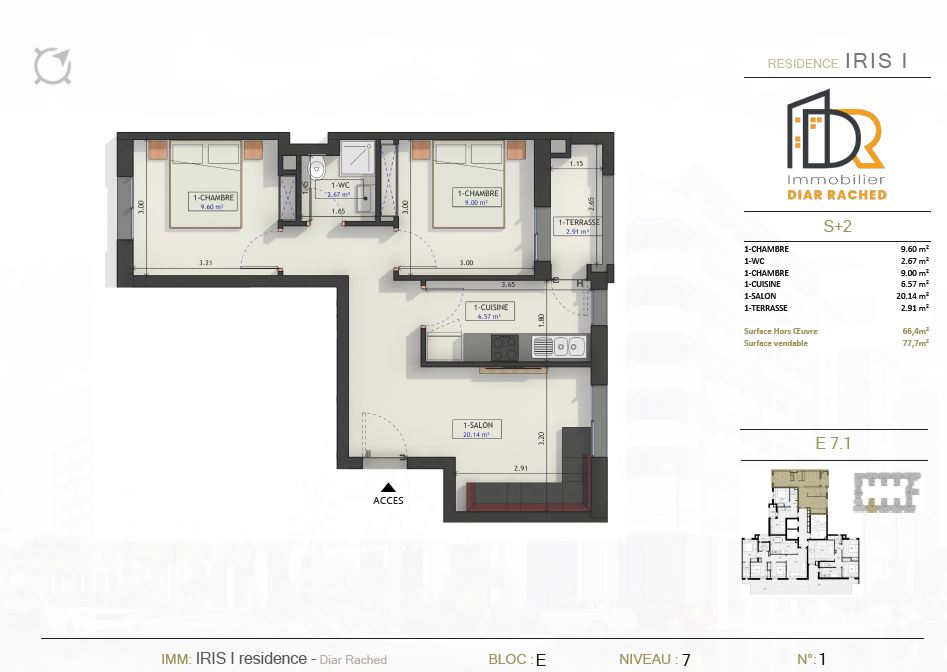 RESIDENCE IRIS I
DR
Immobilier
DIAR RACHED
S+2
1-CHAMBRE 9.60 m²
1-WC 2.67 m²
1-CHAMBRE 9.00 m²
1-CUISINE 6.57 m²
1-SALON 20.14 m²
1-TERRASSE 2.91 m²
Surface Hors Œuvre 66,4m²
Surface vendable 77,7m²
E 7.1
1-CHAMBRE
9.60 m²
3.00
3.21
1-WC
2.67 m²
1.45
1.65
1-CHAMBRE
9.00 m²
3.00
3.00
1.15
2.65
1-TERRASSE
2.91 m²
H
3.65
1-CUISINE
6.57 m²
1.80
1-SALON
20.14 m²
3.20
2.91
ACCES
IMM: IRIS I residence - Diar Rached BLOC : E NIVEAU : 7 N°: 1